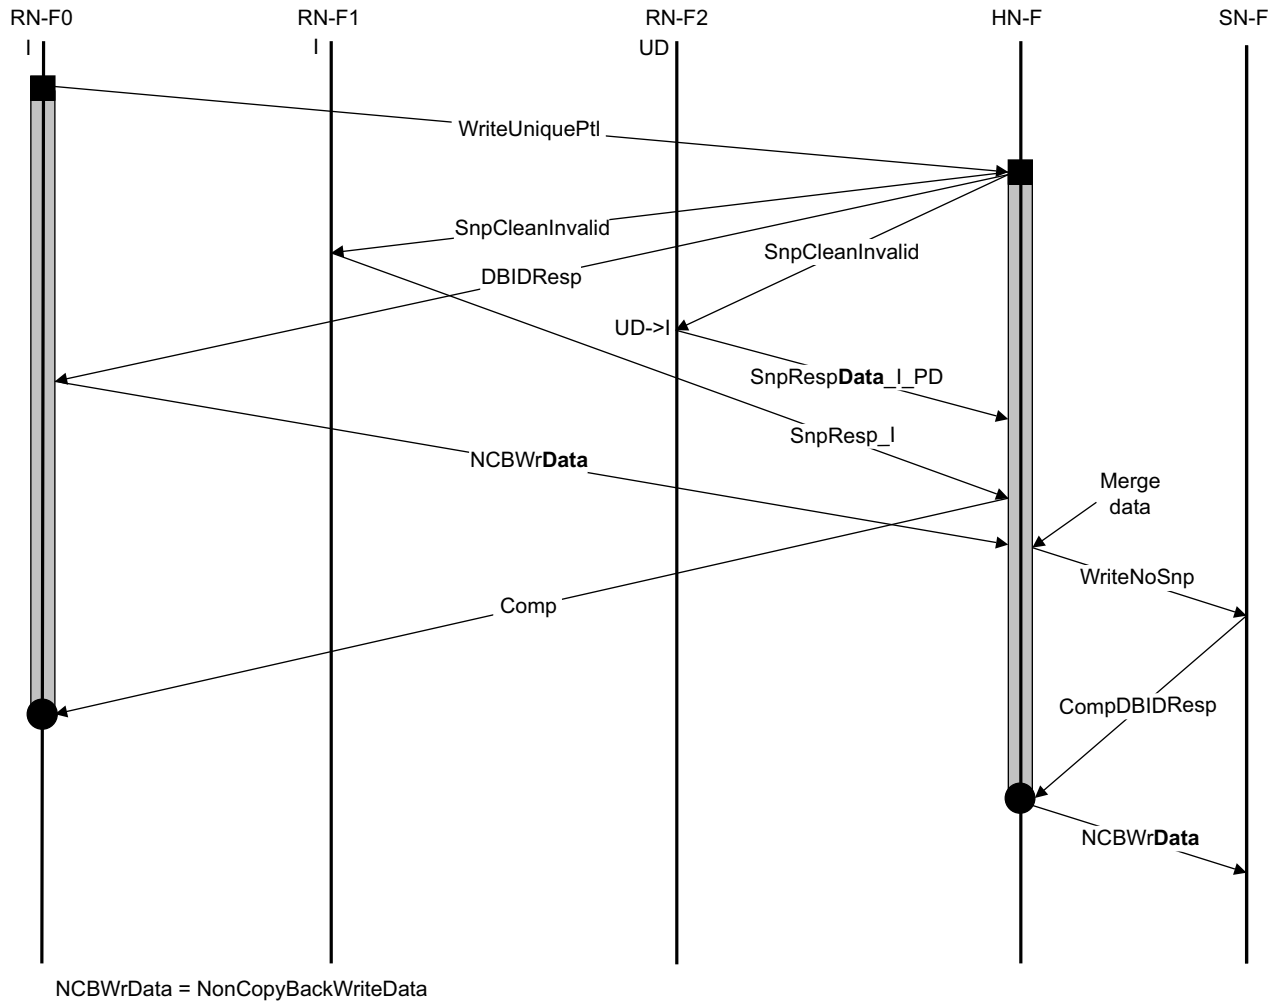 RN-F0 RN-F1 RN-F2 HN-F SN-F
I I UD
WriteUniquePtl
SnpCleanInvalid
SnpCleanInvalid
DBIDResp
UD->I
SnpRespData_I_PD
SnpResp_I
NCBWrData
Merge
data
WriteNoSnp
Comp
CompDBIDResp
NCBWrData
NCBWrData = NonCopyBackWriteData